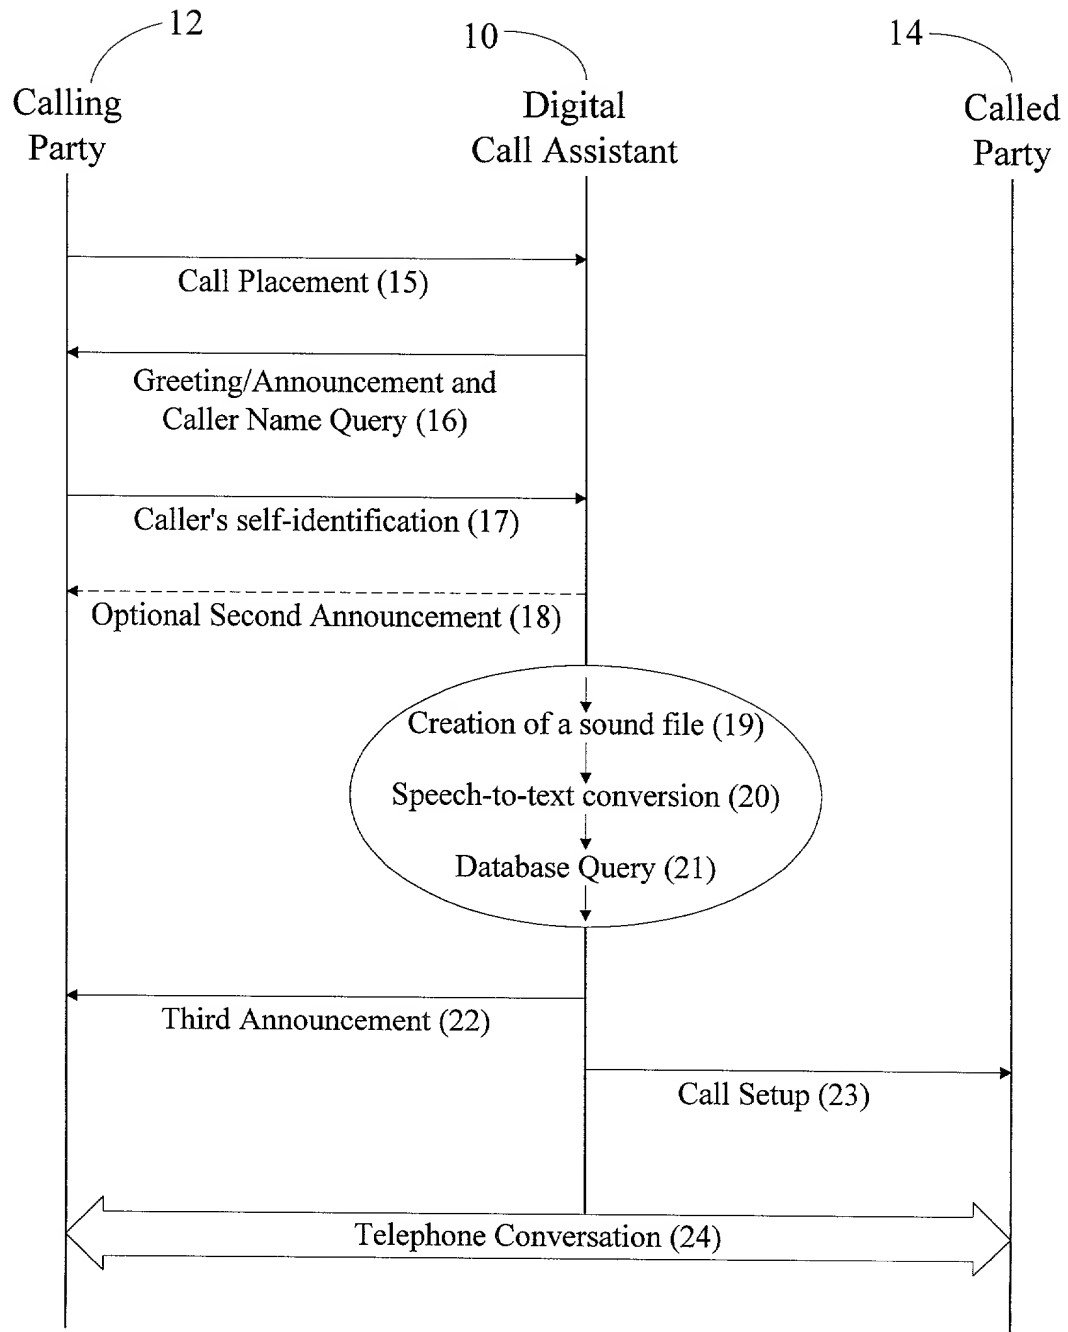 12
10
14
Calling
Party
Digital
Call Assistant
Called
Party
Call Placement (15)
Greeting/Announcement and
Caller Name Query (16)
Caller's self-identification (17)
Optional Second Announcement (18)
Creation of a sound file (19)
Speech-to-text conversion (20)
Database Query (21)
Third Announcement (22)
Call Setup (23)
Telephone Conversation (24)